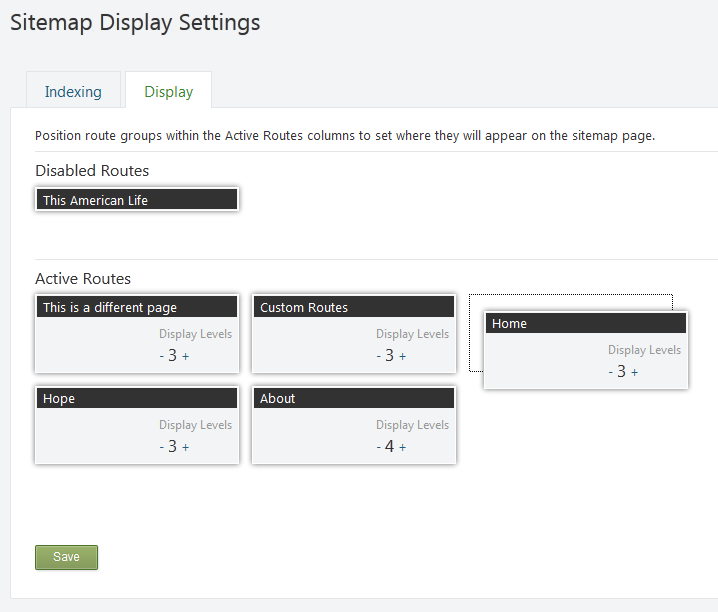 Sitemap Display Settings
Indexing
Display
Position route groups within the Active Routes columns to set where they will appear on the sitemap page.
Disabled Routes
This American Life
Active Routes
This is a different page
Display Levels
- 3 +
Custom Routes
Display Levels
- 3 +
Home
Display Levels
- 3 +
Hope
Display Levels
- 3 +
About
Display Levels
- 4 +
Save